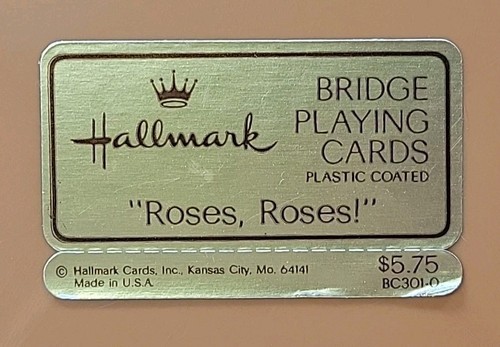 Hallmark
BRIDGE
PLAYING
CARDS
PLASTIC COATED
"Roses, Roses!"
© Hallmark Cards, Inc., Kansas City, Mo. 64141
Made in U.S.A.
$5.75
BC301-0